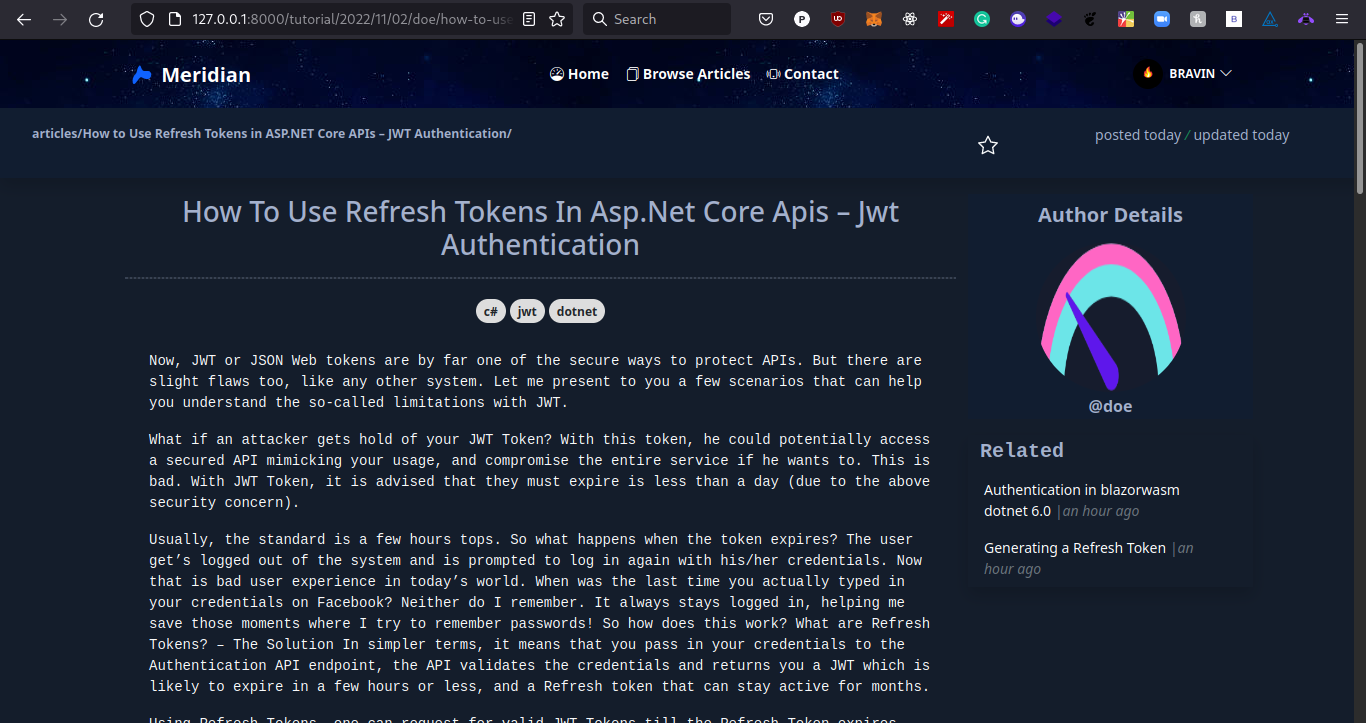 127.0.0.1:8000/tutorial/2022/11/02/doe/how-to-use
Search
Meridian
Home
Browse Articles
Contact
BRAVIN
articles/How to Use Refresh Tokens in ASP.NET Core APIs – JWT Authentication/
posted today / updated today
How To Use Refresh Tokens In Asp.Net Core Apis – Jwt
Authentication
c# jwt dotnet
Now, JWT or JSON Web tokens are by far one of the secure ways to protect APIs. But there are
slight flaws too, like any other system. Let me present to you a few scenarios that can help
you understand the so-called limitations with JWT.
What if an attacker gets hold of your JWT Token? With this token, he could potentially access
a secured API mimicking your usage, and compromise the entire service if he wants to. This is
bad. With JWT Token, it is advised that they must expire is less than a day (due to the above
security concern).
Usually, the standard is a few hours tops. So what happens when the token expires? The user
get’s logged out of the system and is prompted to log in again with his/her credentials. Now
that is bad user experience in today’s world. When was the last time you actually typed in
your credentials on Facebook? Neither do I remember. It always stays logged in, helping me
save those moments where I try to remember passwords! So how does this work? What are Refresh
Tokens? – The Solution In simpler terms, it means that you pass in your credentials to the
Authentication API endpoint, the API validates the credentials and returns you a JWT which is
likely to expire in a few hours or less, and a Refresh token that can stay active for months.
Using Refresh Tokens, one can request for valid JWT Tokens till the Refresh Token expires
Author Details
@doe
Related
Authentication in blazorwasm
dotnet 6.0 |an hour ago
Generating a Refresh Token |an
hour ago